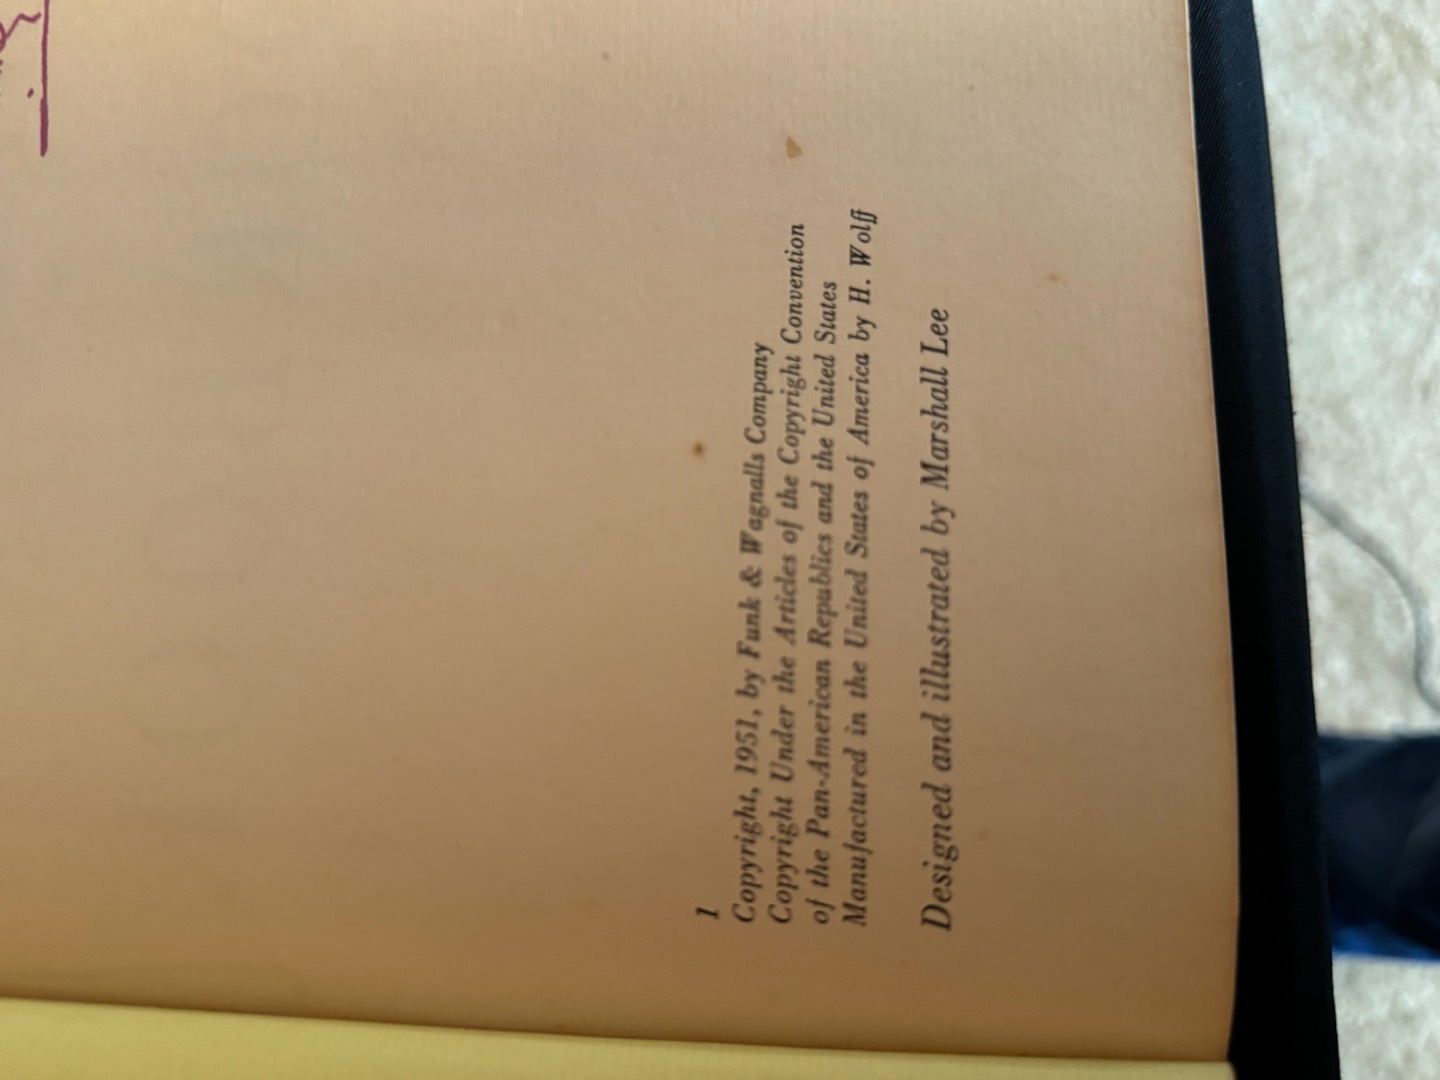 1
Copyright, 1951, by Funk & Wagnalls Company
Copyright Under the Articles of the Copyright Convention
of the Pan-American Republics and the United States
Manufactured in the United States of America by H. Wolff
Designed and illustrated by Marshall Lee